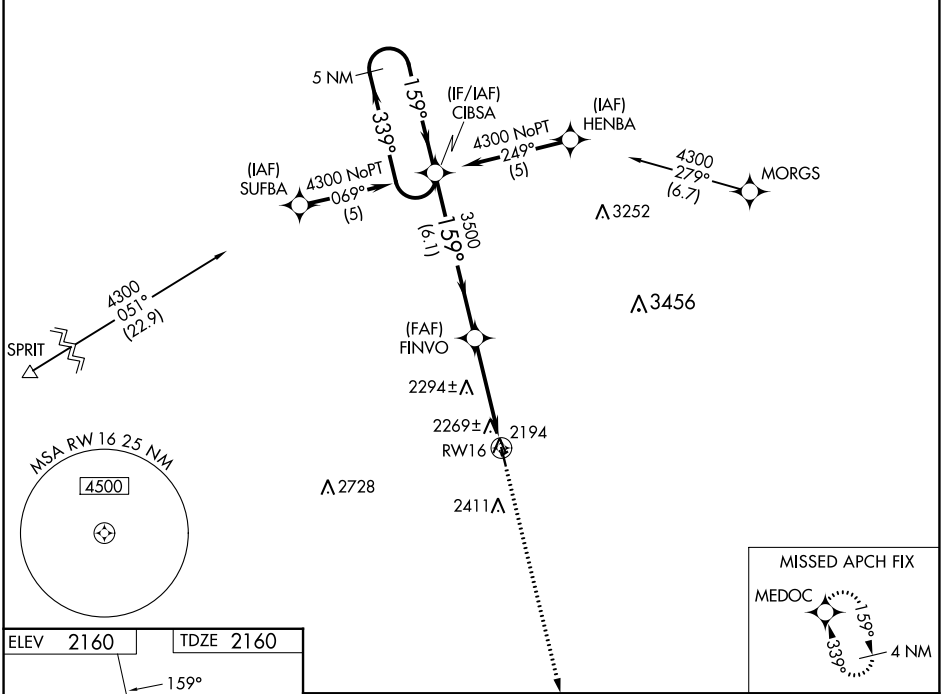 5 NM
159°
339°
(IF/IAF)
CIBSA
(IAF)
HENBA
4300 NoPT
249°
(5)
4300
279°
(6.7)
MORGS
(IAF)
SUFBA
4300 NoPT
069°
(5)
3252
3500
159°
(6.1)
3456
4300
051°
(22.9)
SPRIT
(FAF)
FINVO
2294±
2269±
2194
RW16
MSA RW 16 25 NM
4500
2728
2411
MISSED APCH FIX
MEDOC
159°
339°
4 NM
ELEV 2160
TDZE 2160
159°